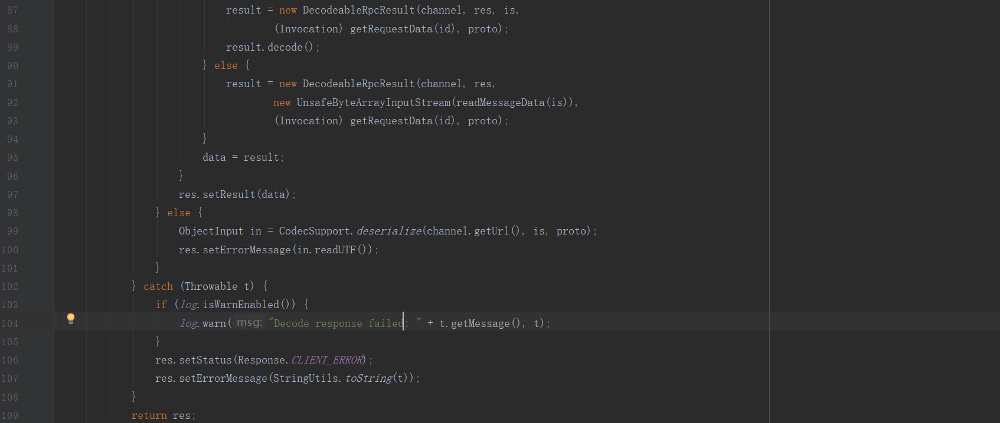 87 result = new DecodeableRpcResult(channel, res, is,
88 (Invocation) getRequestData(id), proto);
89 result.decode();
90 } else {
91 result = new DecodeableRpcResult(channel, res,
92 new UnsafeByteArrayInputStream(readMessageData(is)),
93 (Invocation) getRequestData(id), proto);
94 }
95 data = result;
96 }
97 res.setResult(data);
98 } else {
99 ObjectInput in = CodecSupport.deserialize(channel.getUrl(), is, proto);
100 res.setErrorMessage(in.readUTF());
101 }
102 } catch (Throwable t) {
103 if (log.isWarnEnabled()) {
104 log.warn( msg: "Decode response failed: " + t.getMessage(), t);
105 }
106 res.setStatus(Response.CLIENT_ERROR);
107 res.setErrorMessage(StringUtils.toString(t));
108 }
109 return res;